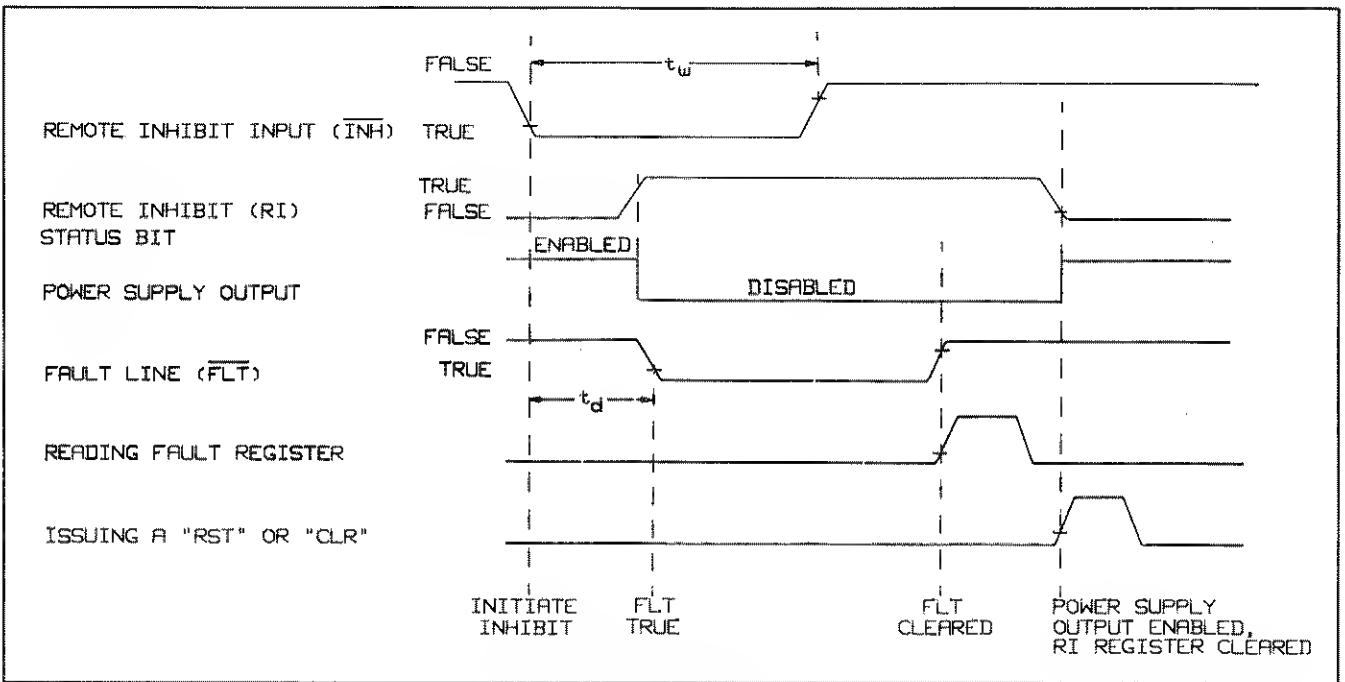 FALSE
t_w
REMOTE INHIBIT INPUT (I̅N̅H̅) TRUE
TRUE
REMOTE INHIBIT (RI) FALSE
STATUS BIT
ENABLED
POWER SUPPLY OUTPUT
DISABLED
FALSE
FAULT LINE (F̅L̅T̅) TRUE
t_d
READING FAULT REGISTER
ISSUING A "RST" OR "CLR"
INITIATE
INHIBIT
FLT
TRUE
FLT
CLEARED
POWER SUPPLY
OUTPUT ENABLED,
RI REGISTER CLEARED